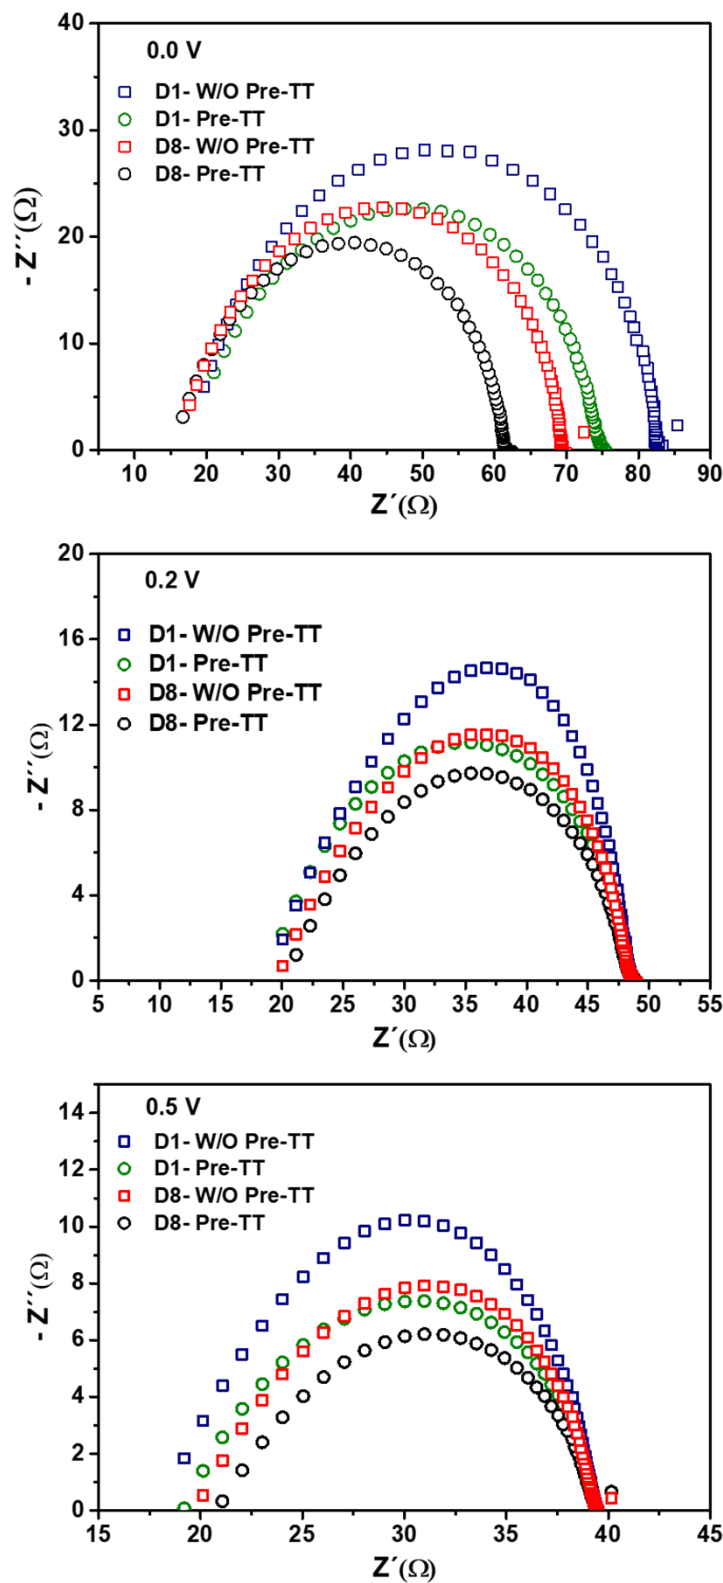 40
0.0 V
D1- W/O Pre-TT
D1- Pre-TT
D8- W/O Pre-TT
D8- Pre-TT
30
20
10
0
- Z´´(Ω)
10 20 30 40 50 60 70 80 90
Z´(Ω)
20
0.2 V
16
D1- W/O Pre-TT
D1- Pre-TT
D8- W/O Pre-TT
D8- Pre-TT
12
8
4
0
- Z´´(Ω)
5 10 15 20 25 30 35 40 45 50 55
Z´(Ω)
14
0.5 V
D1- W/O Pre-TT
12
D1- Pre-TT
D8- W/O Pre-TT
D8- Pre-TT
10
8
6
4
2
0
- Z´´(Ω)
15 20 25 30 35 40 45
Z´(Ω)